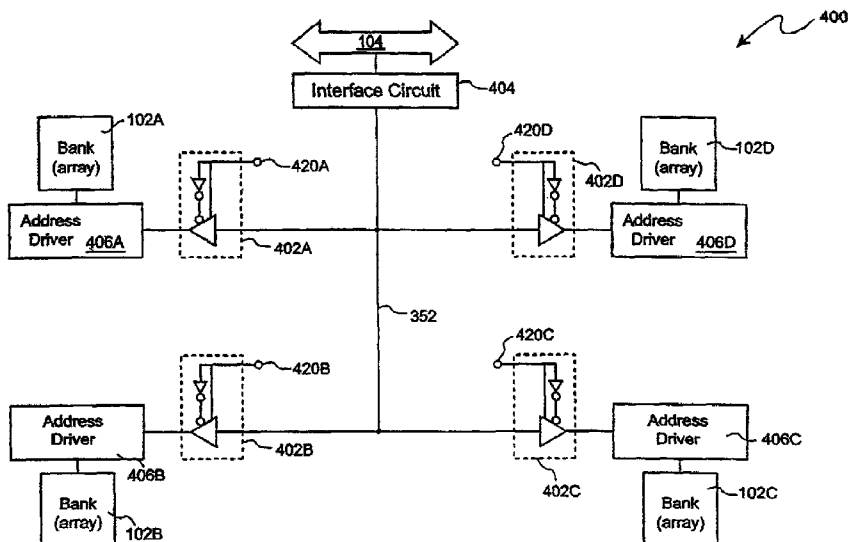 400
104
Interface Circuit
404
102A
Bank
(array)
420A
402A
Address
Driver
406A
420D
402D
102D
Bank
(array)
Address
Driver
406D
352
420B
402B
Address
Driver
406B
Bank
(array)
102B
420C
402C
Address
Driver
406C
102C
Bank
(array)